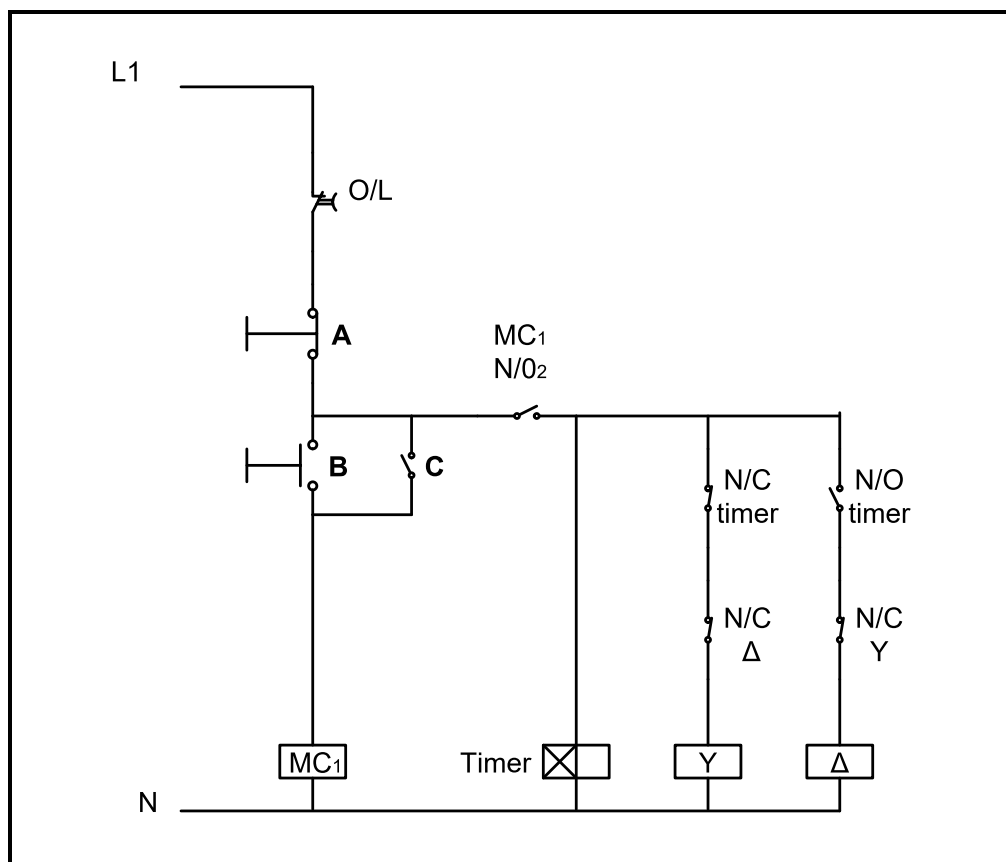 L1
O/L
A
MC₁
N/0₂
B
C
N/C
timer
N/O
timer
N/C
Δ
N/C
Y
MC₁
Timer
Y
Δ
N